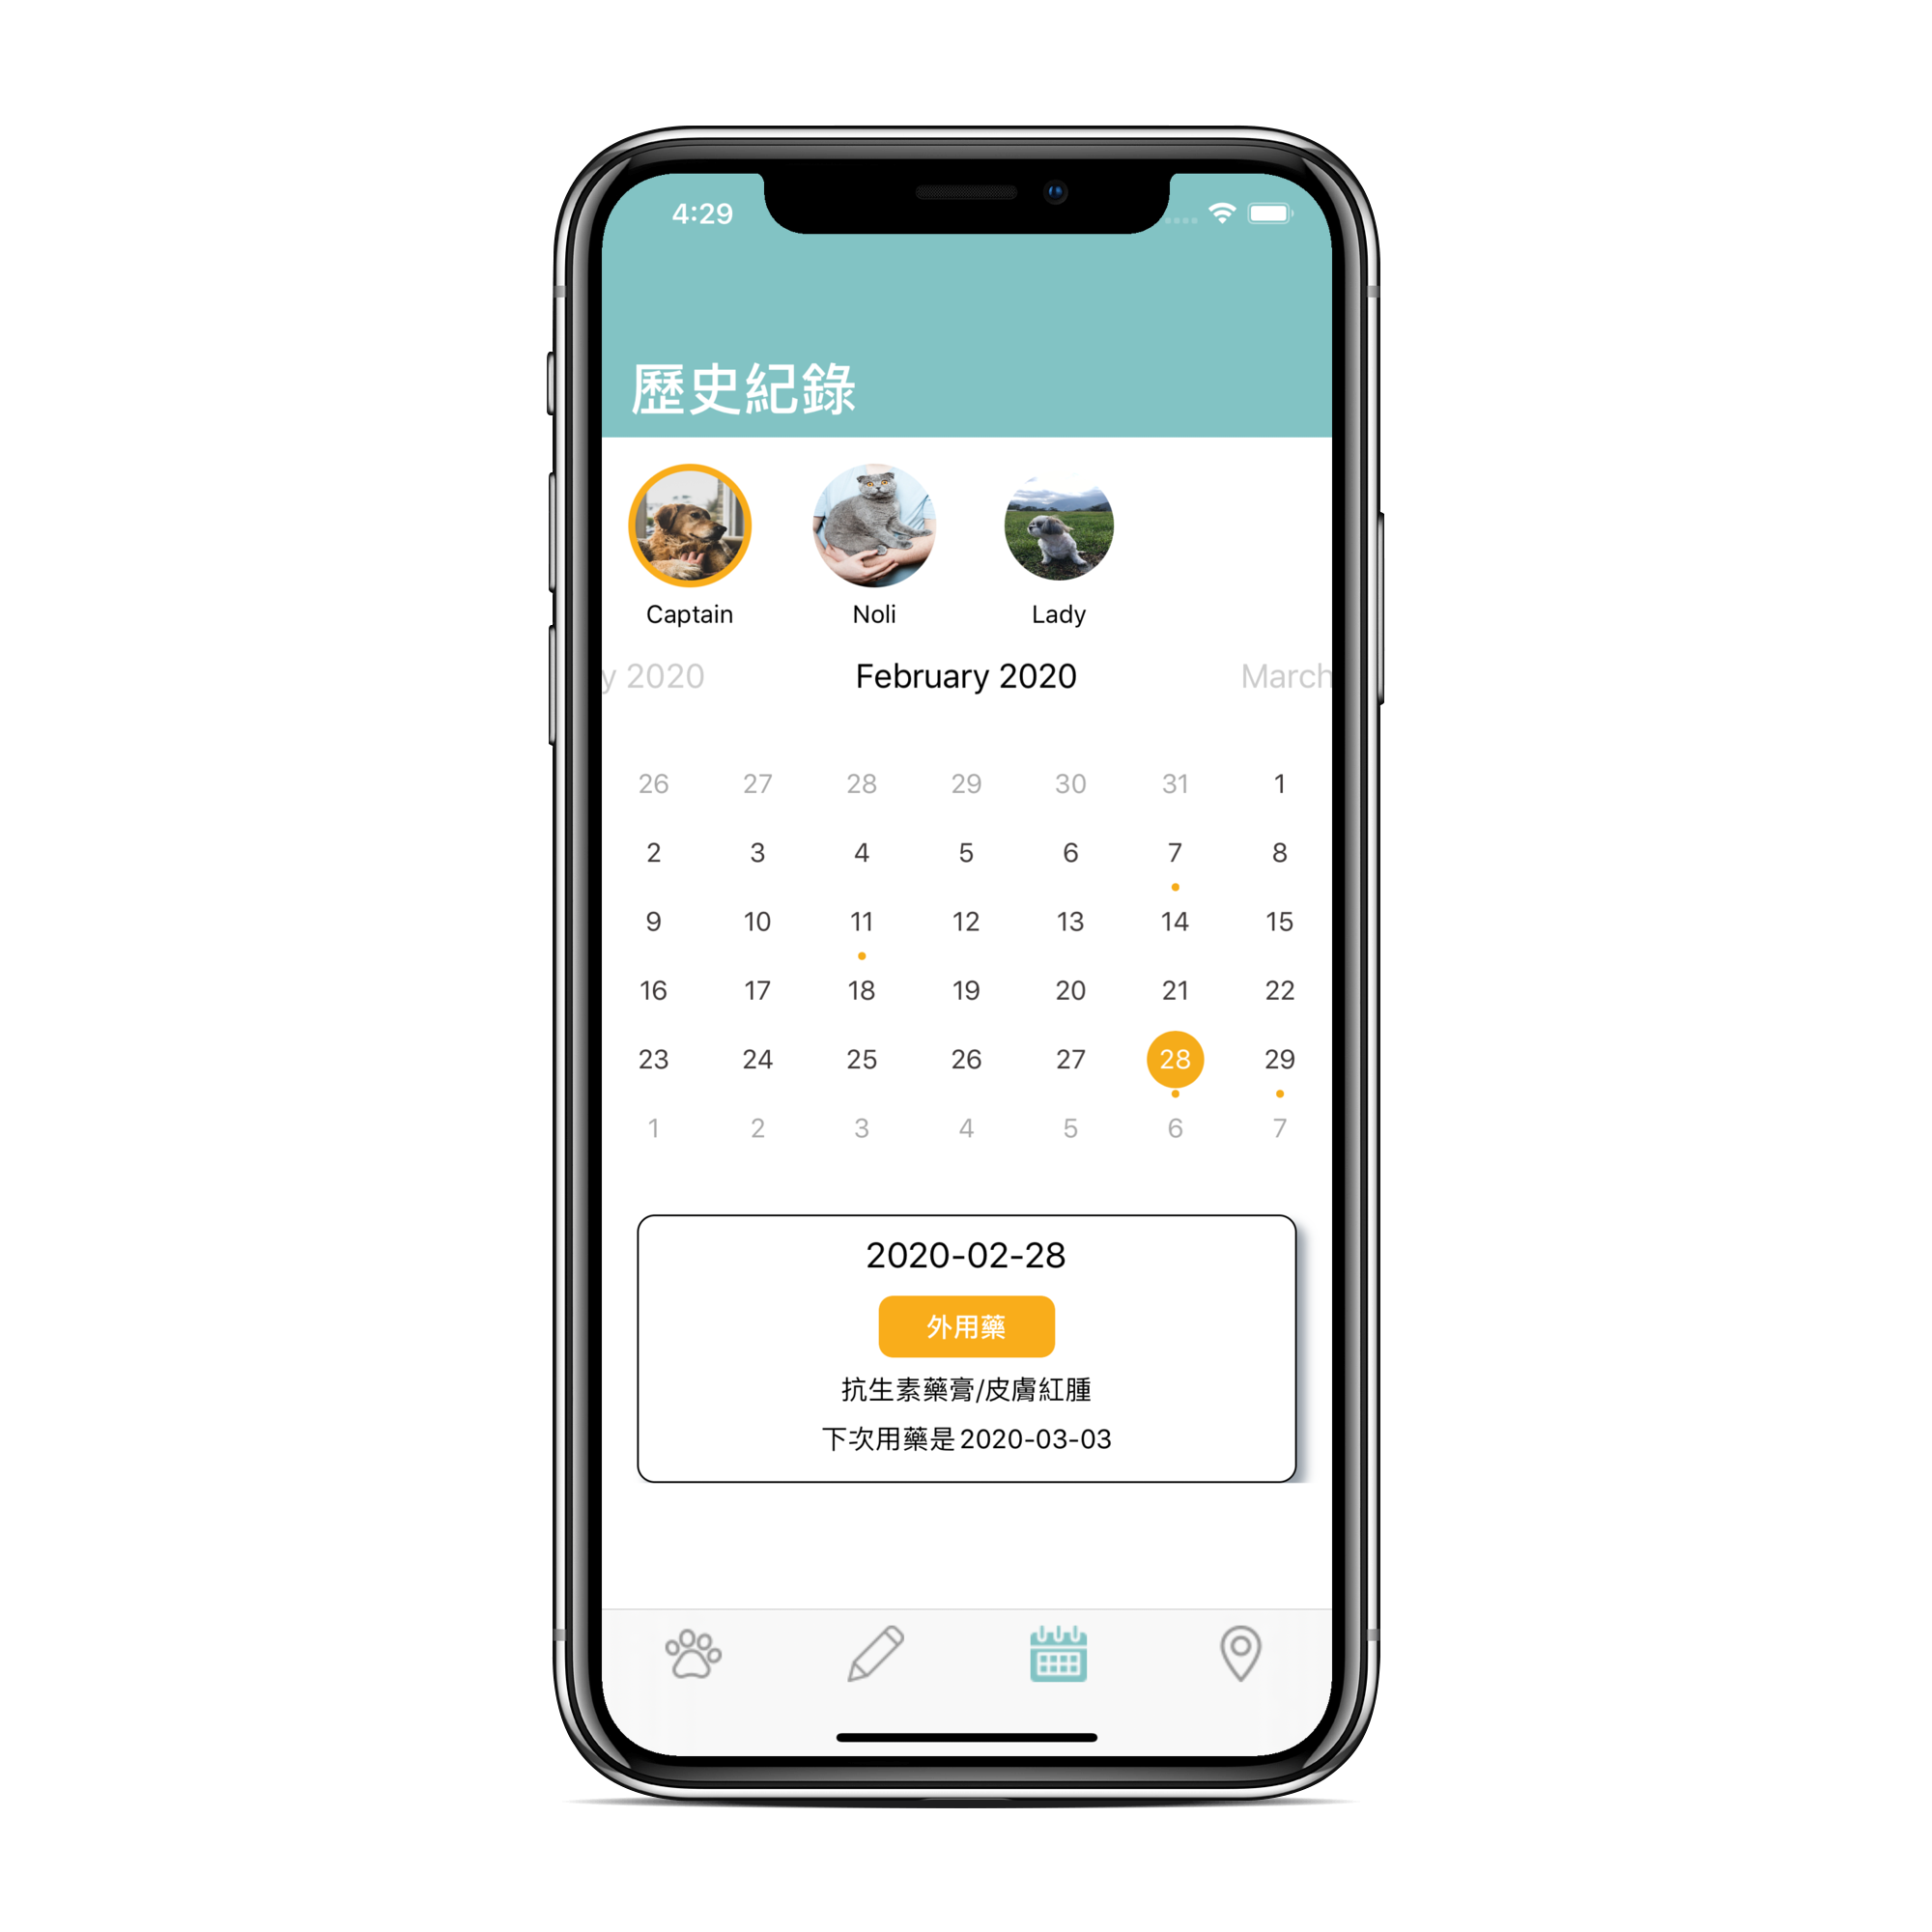 4:29
歷史紀錄
Captain Noli Lady
y 2020 February 2020 March
26 27 28 29 30 31 1
2 3 4 5 6 7 8
9 10 11 12 13 14 15
16 17 18 19 20 21 22
23 24 25 26 27 28 29
1 2 3 4 5 6 7
2020-02-28
外用藥
抗生素藥膏/皮膚紅腫
下次用藥是2020-03-03